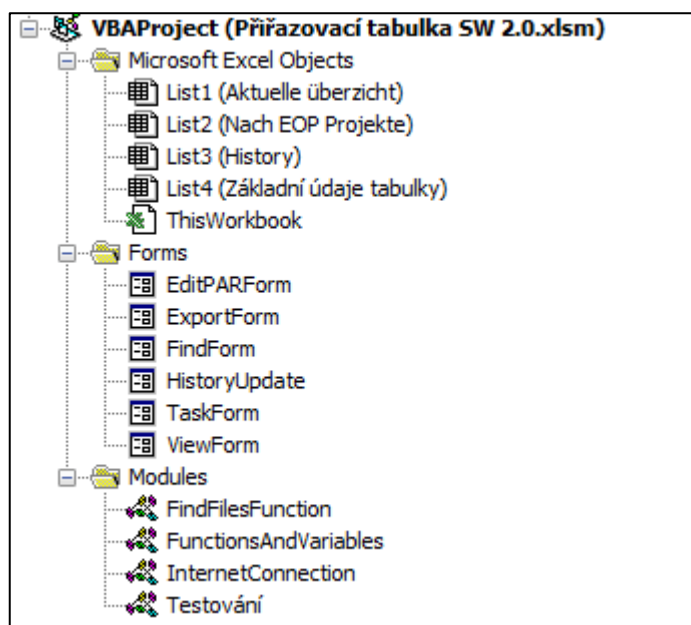 VBAProject (Přiřazovací tabulka SW 2.0.xlsm)
Microsoft Excel Objects
List1 (Aktuelle überzicht)
List2 (Nach EOP Projekte)
List3 (History)
List4 (Základní údaje tabulky)
ThisWorkbook
Forms
EditPARForm
ExportForm
FindForm
HistoryUpdate
TaskForm
ViewForm
Modules
FindFilesFunction
FunctionsAndVariables
InternetConnection
Testování